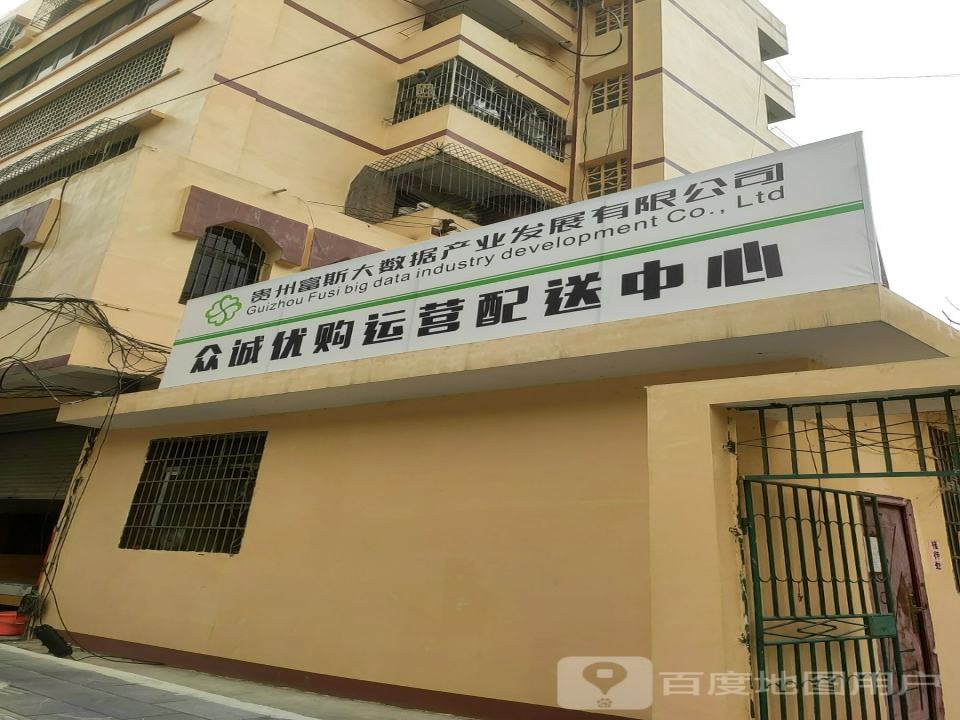 贵州富斯大数据产业发展有限公司
Guizhou Fusi big data industry development Co., Ltd
众诚优购运营配送中心
百度地图用户